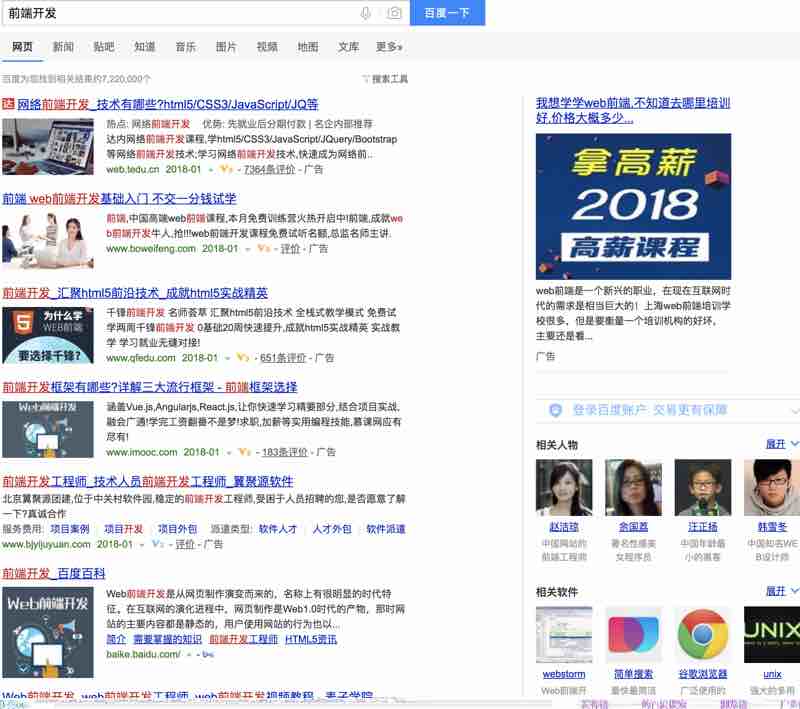 前端开发
百度一下
网页 新闻 贴吧 知道 音乐 图片 视频 地图 文库 更多»
百度为您找到相关结果约7,220,000个
搜索工具
网络前端开发_技术有哪些?html5/CSS3/JavaScript/JQ等
热点: 网络前端开发 优势: 先就业后分期付款 | 名企内部推荐
达内网络前端开发课程,学html5/CSS3/JavaScript/JQuery/Bootstrap
等网络前端开发技术;学习网络前端开发技术,快速成为网络前..
web.tedu.cn 2018-01 - V3 - 7364条评价 - 广告
前端 web前端开发基础入门 不交一分钱试学
前端,中国高端web前端课程,本月免费训练营火热开启中!前端,成就we
b前端开发牛人,抢!!!web前端开发课程免费试听名额,总监名师主讲.
www.boweifeng.com 2018-01 - V3 - 评价 - 广告
前端开发_汇聚html5前沿技术_成就html5实战精英
为什么学
WEB前端
要选择千锋?
千锋前端开发 名师荟萃 汇聚html5前沿技术 全栈式教学模式 免费试
学两周千锋前端开发 0基础20周快速提升,成就html5实战精英 实战教
学 学习就业无缝对接!
www.qfedu.com 2018-01 - V3 - 651条评价 - 广告
前端开发框架有哪些?详解三大流行框架 - 前端框架选择
Web前端开发
涵盖Vue.js,Angularjs,React.js,让你快速学习精要部分,结合项目实战,
融会广通!学完工资翻番不是梦!求职,加薪等实用编程技能,慕课网应有
尽有!
www.imooc.com 2018-01 - V3 - 183条评价 - 广告
前端开发工程师_技术人员前端开发工程师_翼聚源软件
北京翼聚源团建,位于中关村软件园,稳定的前端开发工程师,受困于人员招聘的您,是否愿意了解
一下?真诚合作
服务费用: 项目案例 项目开发 项目外包 派遣类型: 软件人才 人才外包 软件派遣
www.bjyijuyuan.com 2018-01 - V2 - 评价 - 广告
前端开发_百度百科
Web前端开发
Web前端开发是从网页制作演变而来的，名称上有很明显的时代特
征。在互联网的演化进程中，网页制作是Web1.0时代的产物，那时网
站的主要内容都是静态的，用户使用网站的行为也以...
简介 需要掌握的知识 前端开发工程师 HTML5资讯
baike.baidu.com/
Web前端开发_web前端开发工程师_web前端开发视频教程 - 麦子学院
我想学学web前端,不知道去哪里培训
好,价格大概多少...
拿高薪
2018
高薪课程
web前端是一个新兴的职业，在现在互联网时
代的需求是相当巨大的！上海web前端培训学
校很多，但是要衡量一个培训机构的好坏，
主要还是看...
广告
登录百度账户 交易更有保障
相关人物 展开
赵洁琼 余国荔 汪正扬 韩雪冬
中国网站的 著名性感美 中国年龄最 中国知名WE
前端工程师 女程序员 小的黑客 B设计师
相关软件 展开
UNIX
webstorm 简单搜索 谷歌浏览器 unix
Web前端开 最快最简洁 广泛使用的 强大的多用